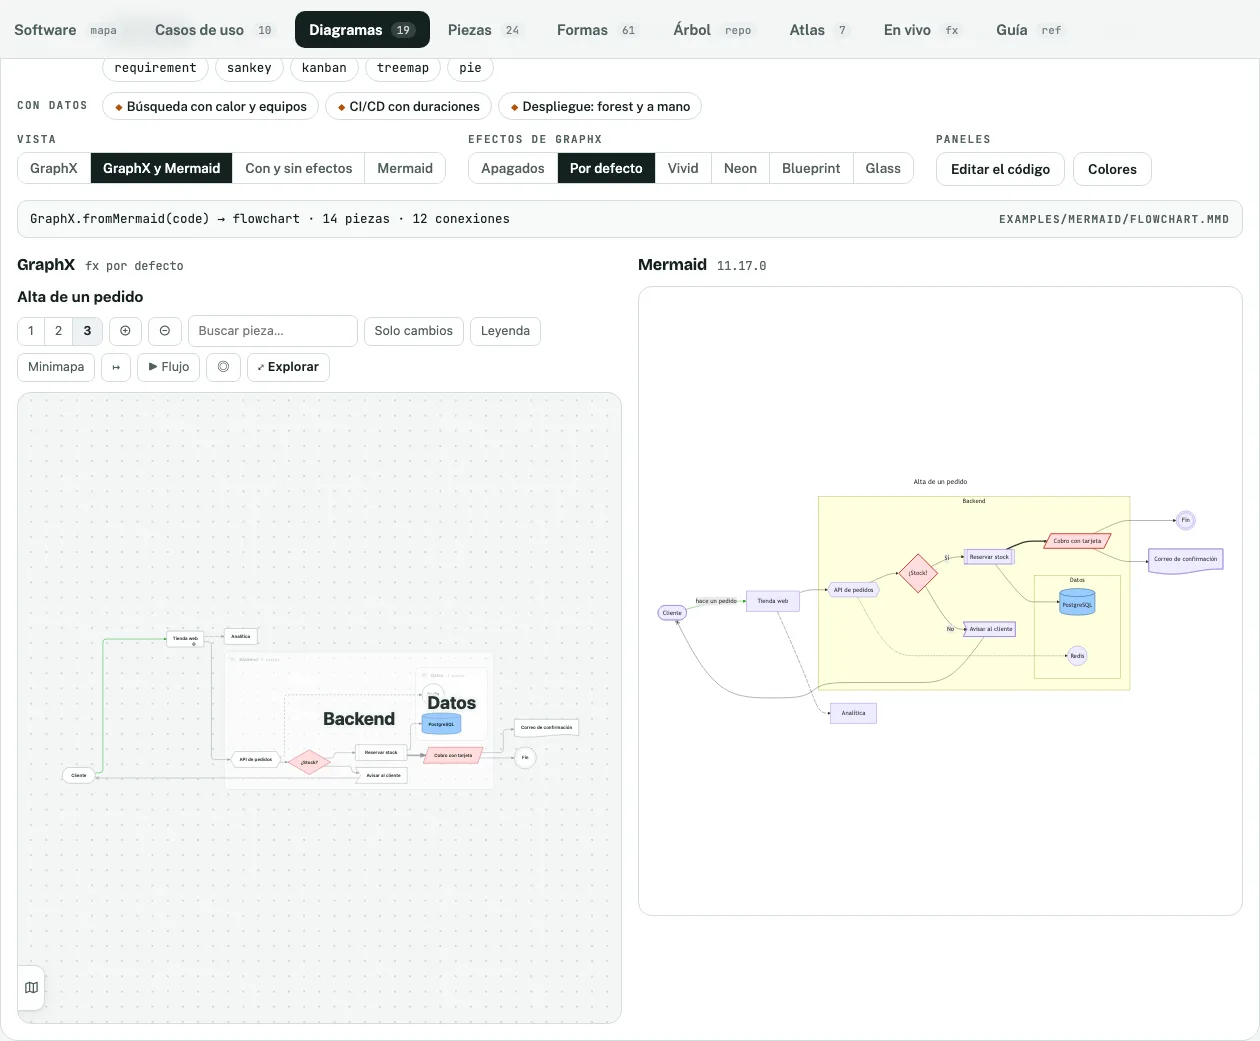 Software mapa Casos de uso 10 Diagramas 19 Piezas 24 Formas 61 Árbol repo Atlas 7 En vivo fx Guía ref
requirement sankey kanban treemap pie
CON DATOS ◆ Búsqueda con calor y equipos ◆ CI/CD con duraciones ◆ Despliegue: forest y a mano
VISTA EFECTOS DE GRAPHX PANELES
GraphX GraphX y Mermaid Con y sin efectos Mermaid Apagados Por defecto Vivid Neon Blueprint Glass Editar el código Colores
GraphX.fromMermaid(code) → flowchart · 14 piezas · 12 conexiones EXAMPLES/MERMAID/FLOWCHART.MMD
GraphX fx por defecto
Alta de un pedido
1 2 3 Buscar pieza... Solo cambios Leyenda
Minimapa ↦ ▶ Flujo ◎ ⤢ Explorar
Tienda web
Analítica
Datos
Backend
PostgreSQL
Correo de confirmación
Reservar stock
Cobro con tarjeta
API de pedidos
¿Stock?
Fin
Cliente
Avisar al cliente
Mermaid 11.17.0
Alta de un pedido
Backend
Fin
Cobro con tarjeta
Sí
Reservar stock
Correo de confirmación
¿Stock?
Datos
API de pedidos
hace un pedido
Tienda web
PostgreSQL
Cliente
No
Avisar al cliente
Redis
Analítica